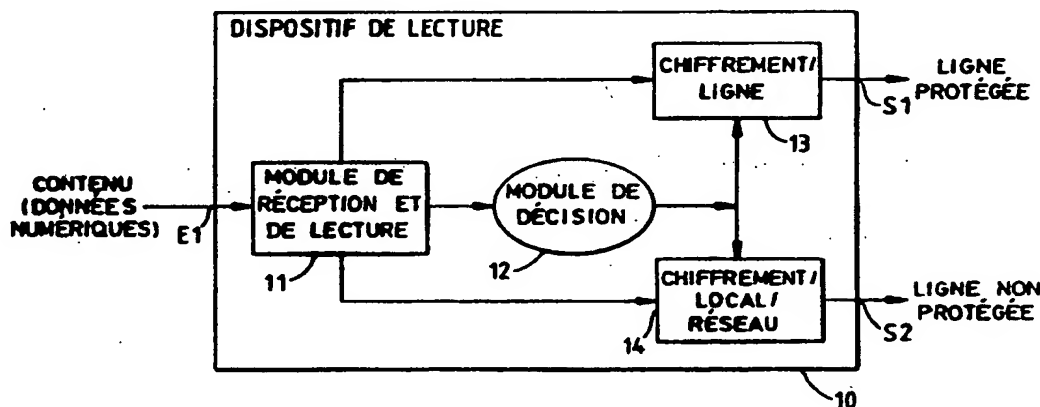 DISPOSITIF DE LECTURE
CHIFFREMENT/
LIGNE
13
S1
LIGNE
PROTÉGÉE
CONTENU
(DONNÉES
NUMÉRIQUES)
E1
MODULE DE
RÉCEPTION ET
DE LECTURE
11
MODULE DE
DÉCISION
12
CHIFFREMENT/
LOCAL/
RÉSEAU
14
S2
LIGNE NON
PROTÉGÉE
10